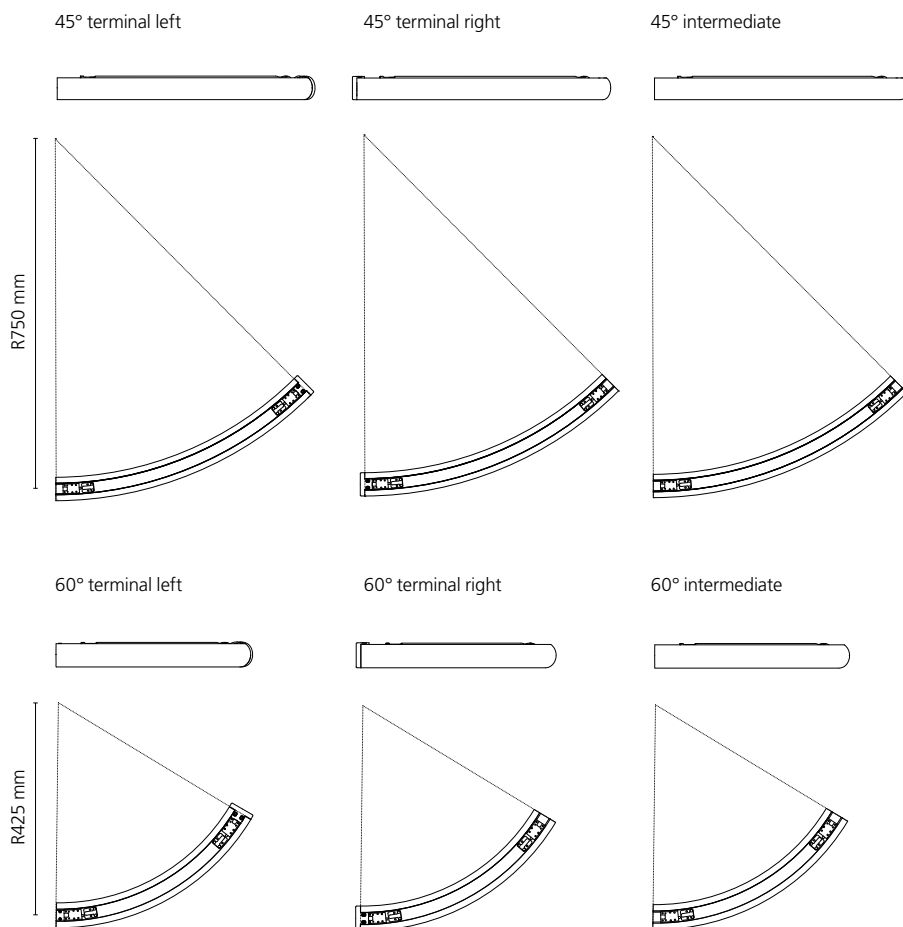 45° terminal left
45° terminal right
45° intermediate
R750 mm
60° terminal left
60° terminal right
60° intermediate
R425 mm